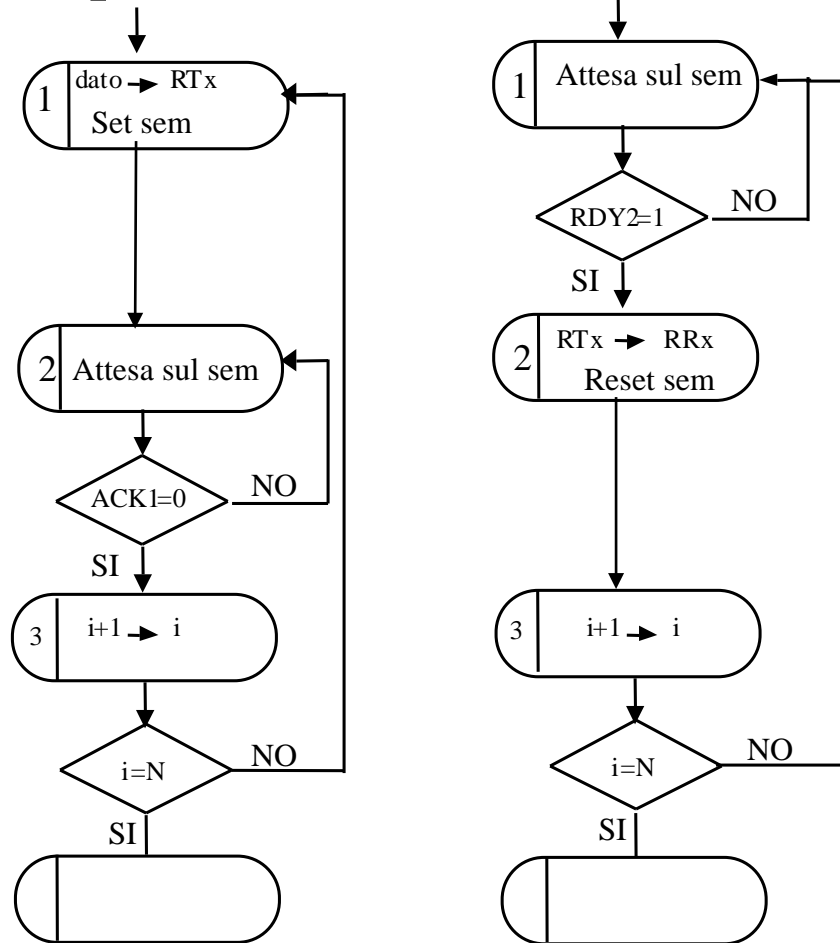 1
dato → RTx
Set sem
2
Attesa sul sem
ACK1=0
NO
SI
3
i+1 → i
i=N
NO
SI
1
Attesa sul sem
RDY2=1
NO
SI
2
RTx → RRx
Reset sem
3
i+1 → i
i=N
NO
SI